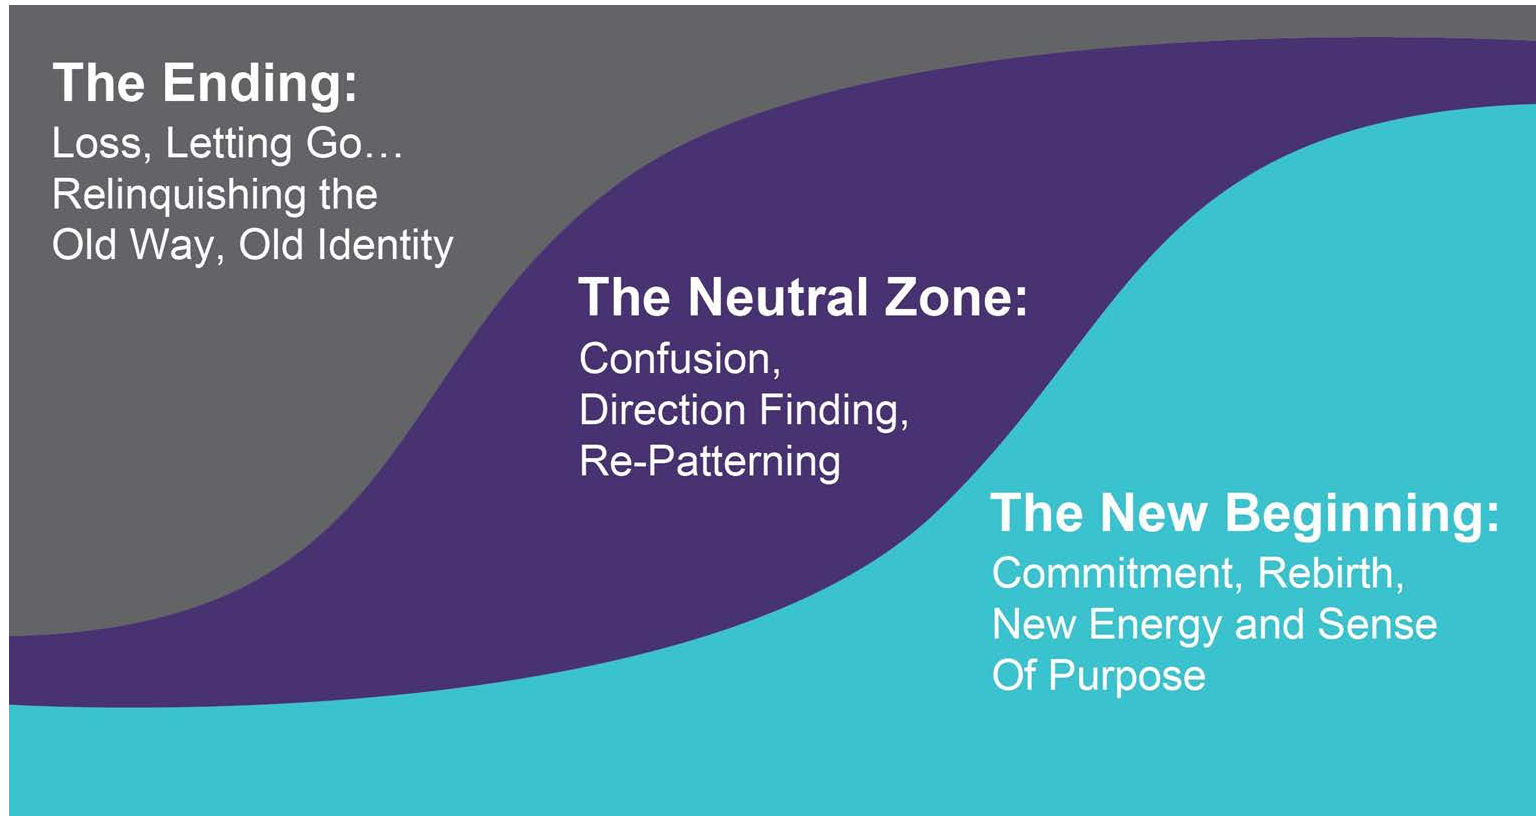 The Ending:
Loss, Letting Go…
Relinquishing the
Old Way, Old Identity
The Neutral Zone:
Confusion,
Direction Finding,
Re-Patterning
The New Beginning:
Commitment, Rebirth,
New Energy and Sense
Of Purpose